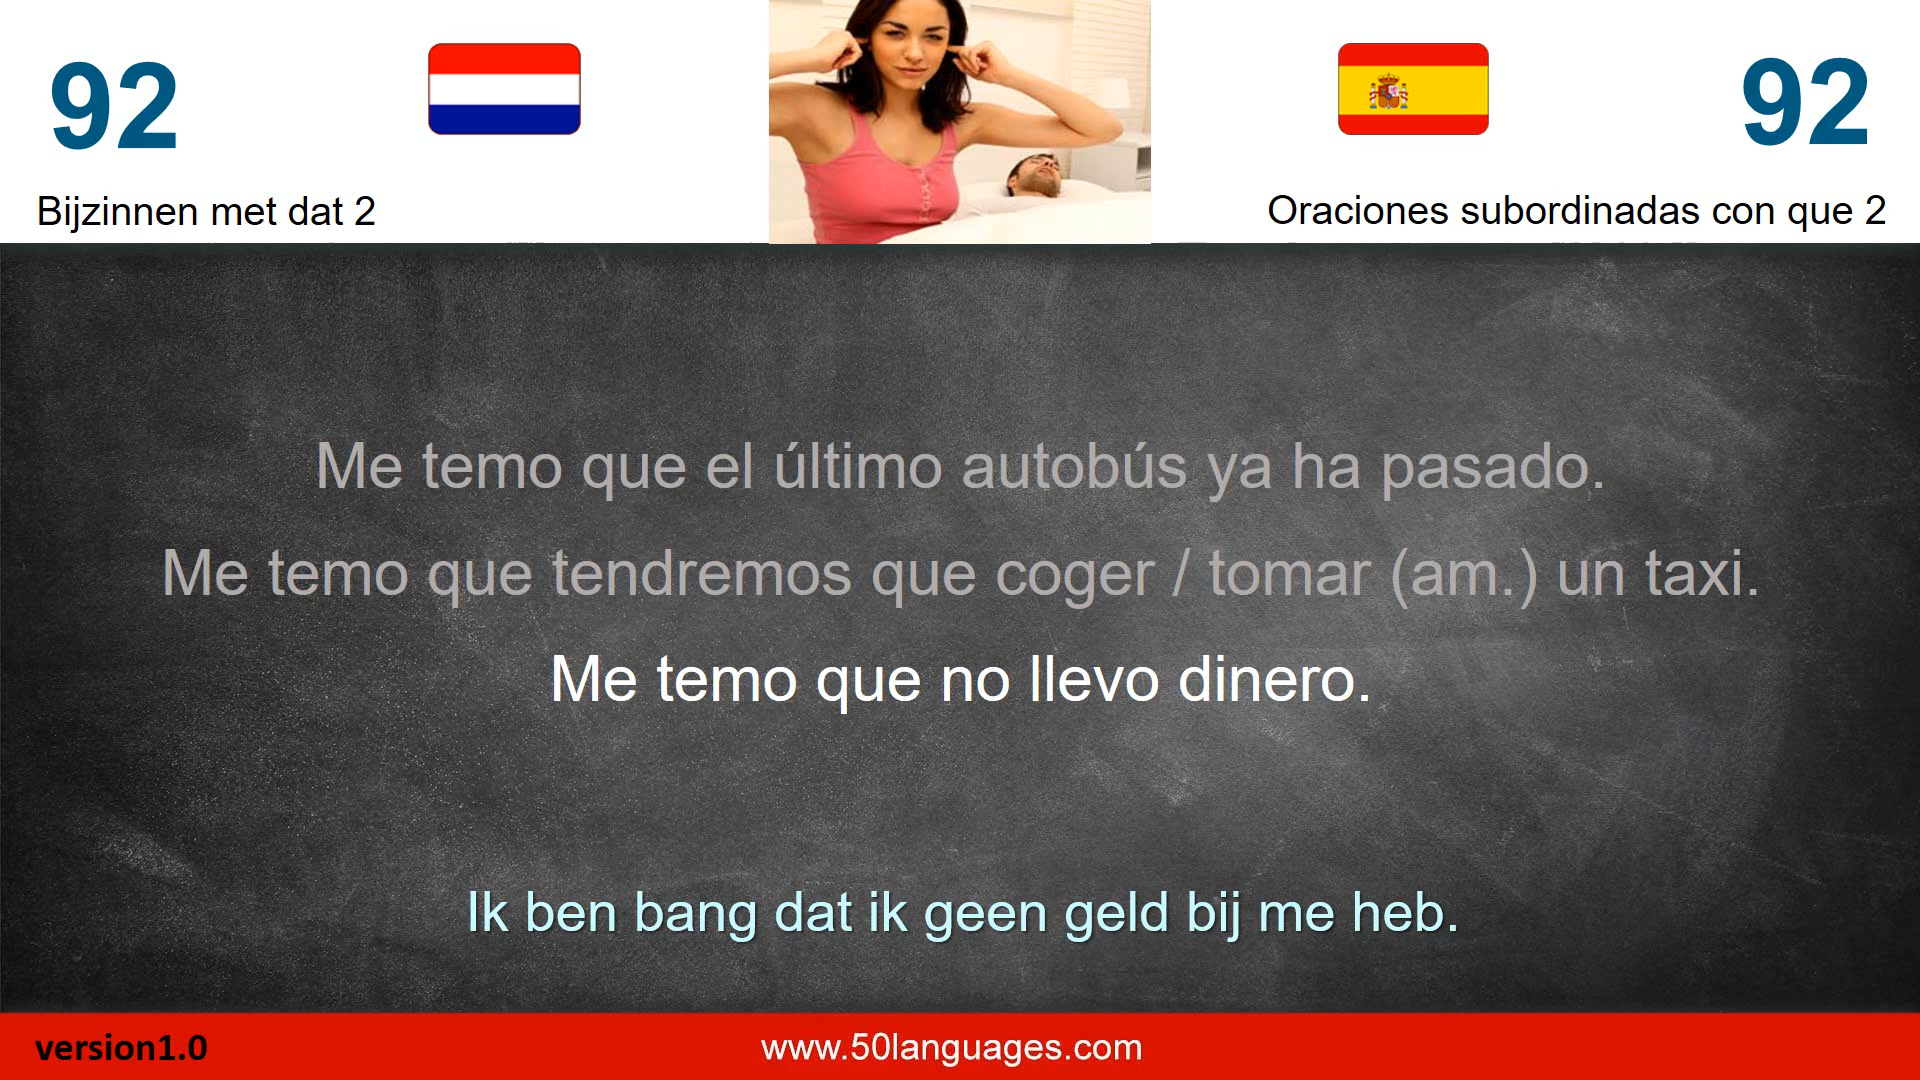 92
92
Bijzinnen met dat 2
Oraciones subordinadas con que 2
Me temo que el último autobús ya ha pasado.
Me temo que tendremos que coger / tomar (am.) un taxi.
Me temo que no llevo dinero.
Ik ben bang dat ik geen geld bij me heb.
version1.0
www.50languages.com